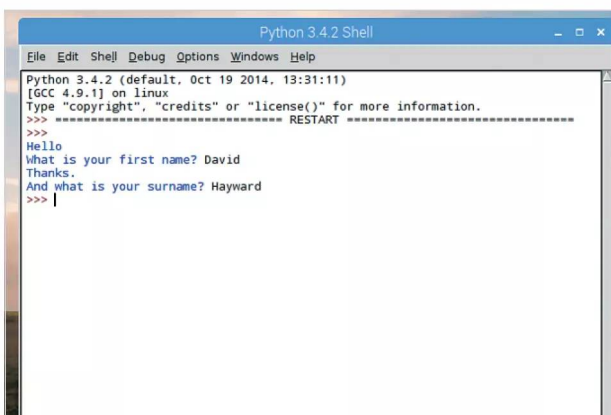 Python 3.4.2 Shell
File Edit Shell Debug Options Windows Help
Python 3.4.2 (default, Oct 19 2014, 13:31:11)
[GCC 4.9.1] on linux
Type "copyright", "credits" or "license()" for more information.
>>> ================================ RESTART ================================
>>>
Hello
What is your first name? David
Thanks.
And what is your surname? Hayward
>>>